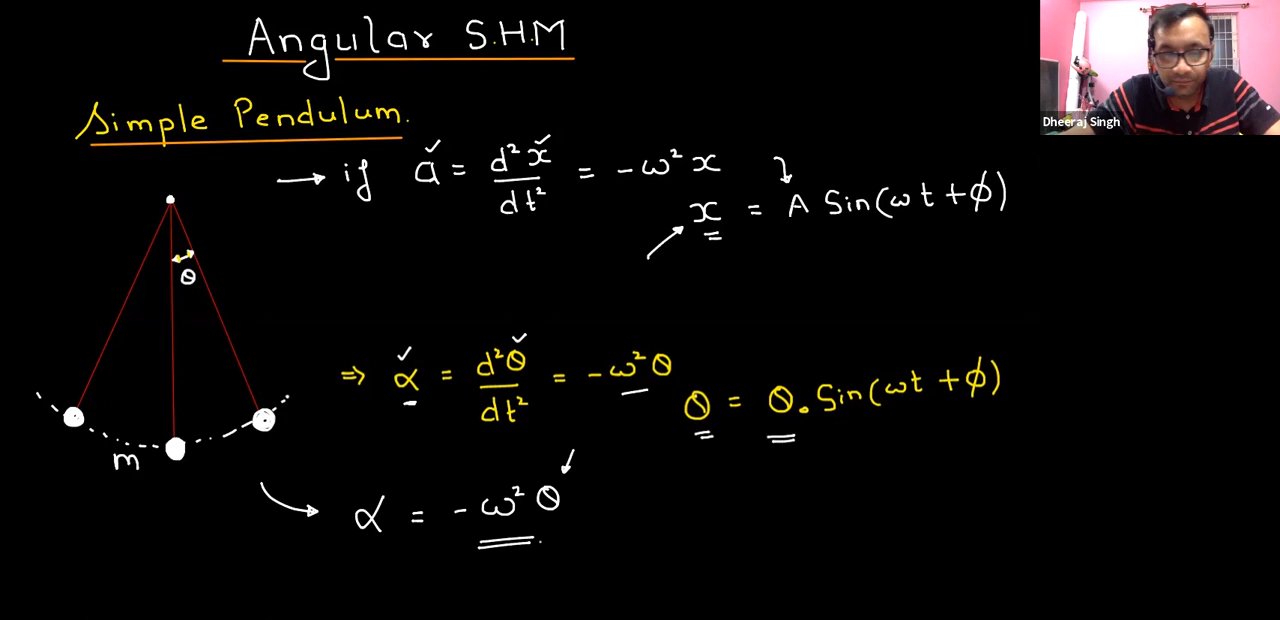 Angular S.H.M
Dheeraj Singh
Simple Pendulum.
→ if a = d²x/dt² = -ω²x
x = A Sin(ωt + ϕ)
θ
⇒ α = d²θ/dt² = -ω²θ
θ = θ₀ Sin(ωt + ϕ)
m
α = -ω²θ